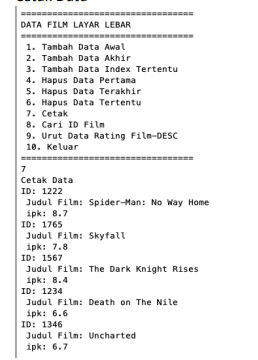 =================================
DATA FILM LAYAR LEBAR
=================================
1. Tambah Data Awal
2. Tambah Data Akhir
3. Tambah Data Index Tertentu
4. Hapus Data Pertama
5. Hapus Data Terakhir
6. Hapus Data Tertentu
7. Cetak
8. Cari ID Film
9. Urut Data Rating Film-DESC
10. Keluar
=================================
7
Cetak Data
ID: 1222
Judul Film: Spider-Man: No Way Home
ipk: 8.7
ID: 1765
Judul Film: Skyfall
ipk: 7.8
ID: 1567
Judul Film: The Dark Knight Rises
ipk: 8.4
ID: 1234
Judul Film: Death on The Nile
ipk: 6.6
ID: 1346
Judul Film: Uncharted
ipk: 6.7